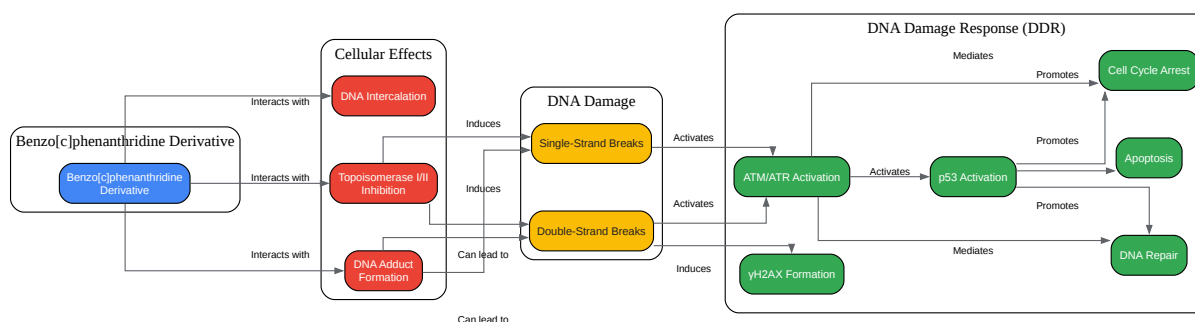 DNA Damage Response (DDR)
Cellular Effects
Mediates
Promotes
Cell Cycle Arrest
DNA Intercalation
Interacts with
DNA Damage
Induces
Benzo[c]phenanthridine Derivative
Single-Strand Breaks
Activates
Promotes
Apoptosis
Benzo[c]phenanthridine
Derivative
Interacts with
Topoisomerase I/II
Inhibition
Induces
ATM/ATR Activation
Activates
p53 Activation
Activates
Promotes
Double-Strand Breaks
Interacts with
DNA Adduct
Formation
Can lead to
Induces
γH2AX Formation
Mediates
DNA Repair
Can lead to